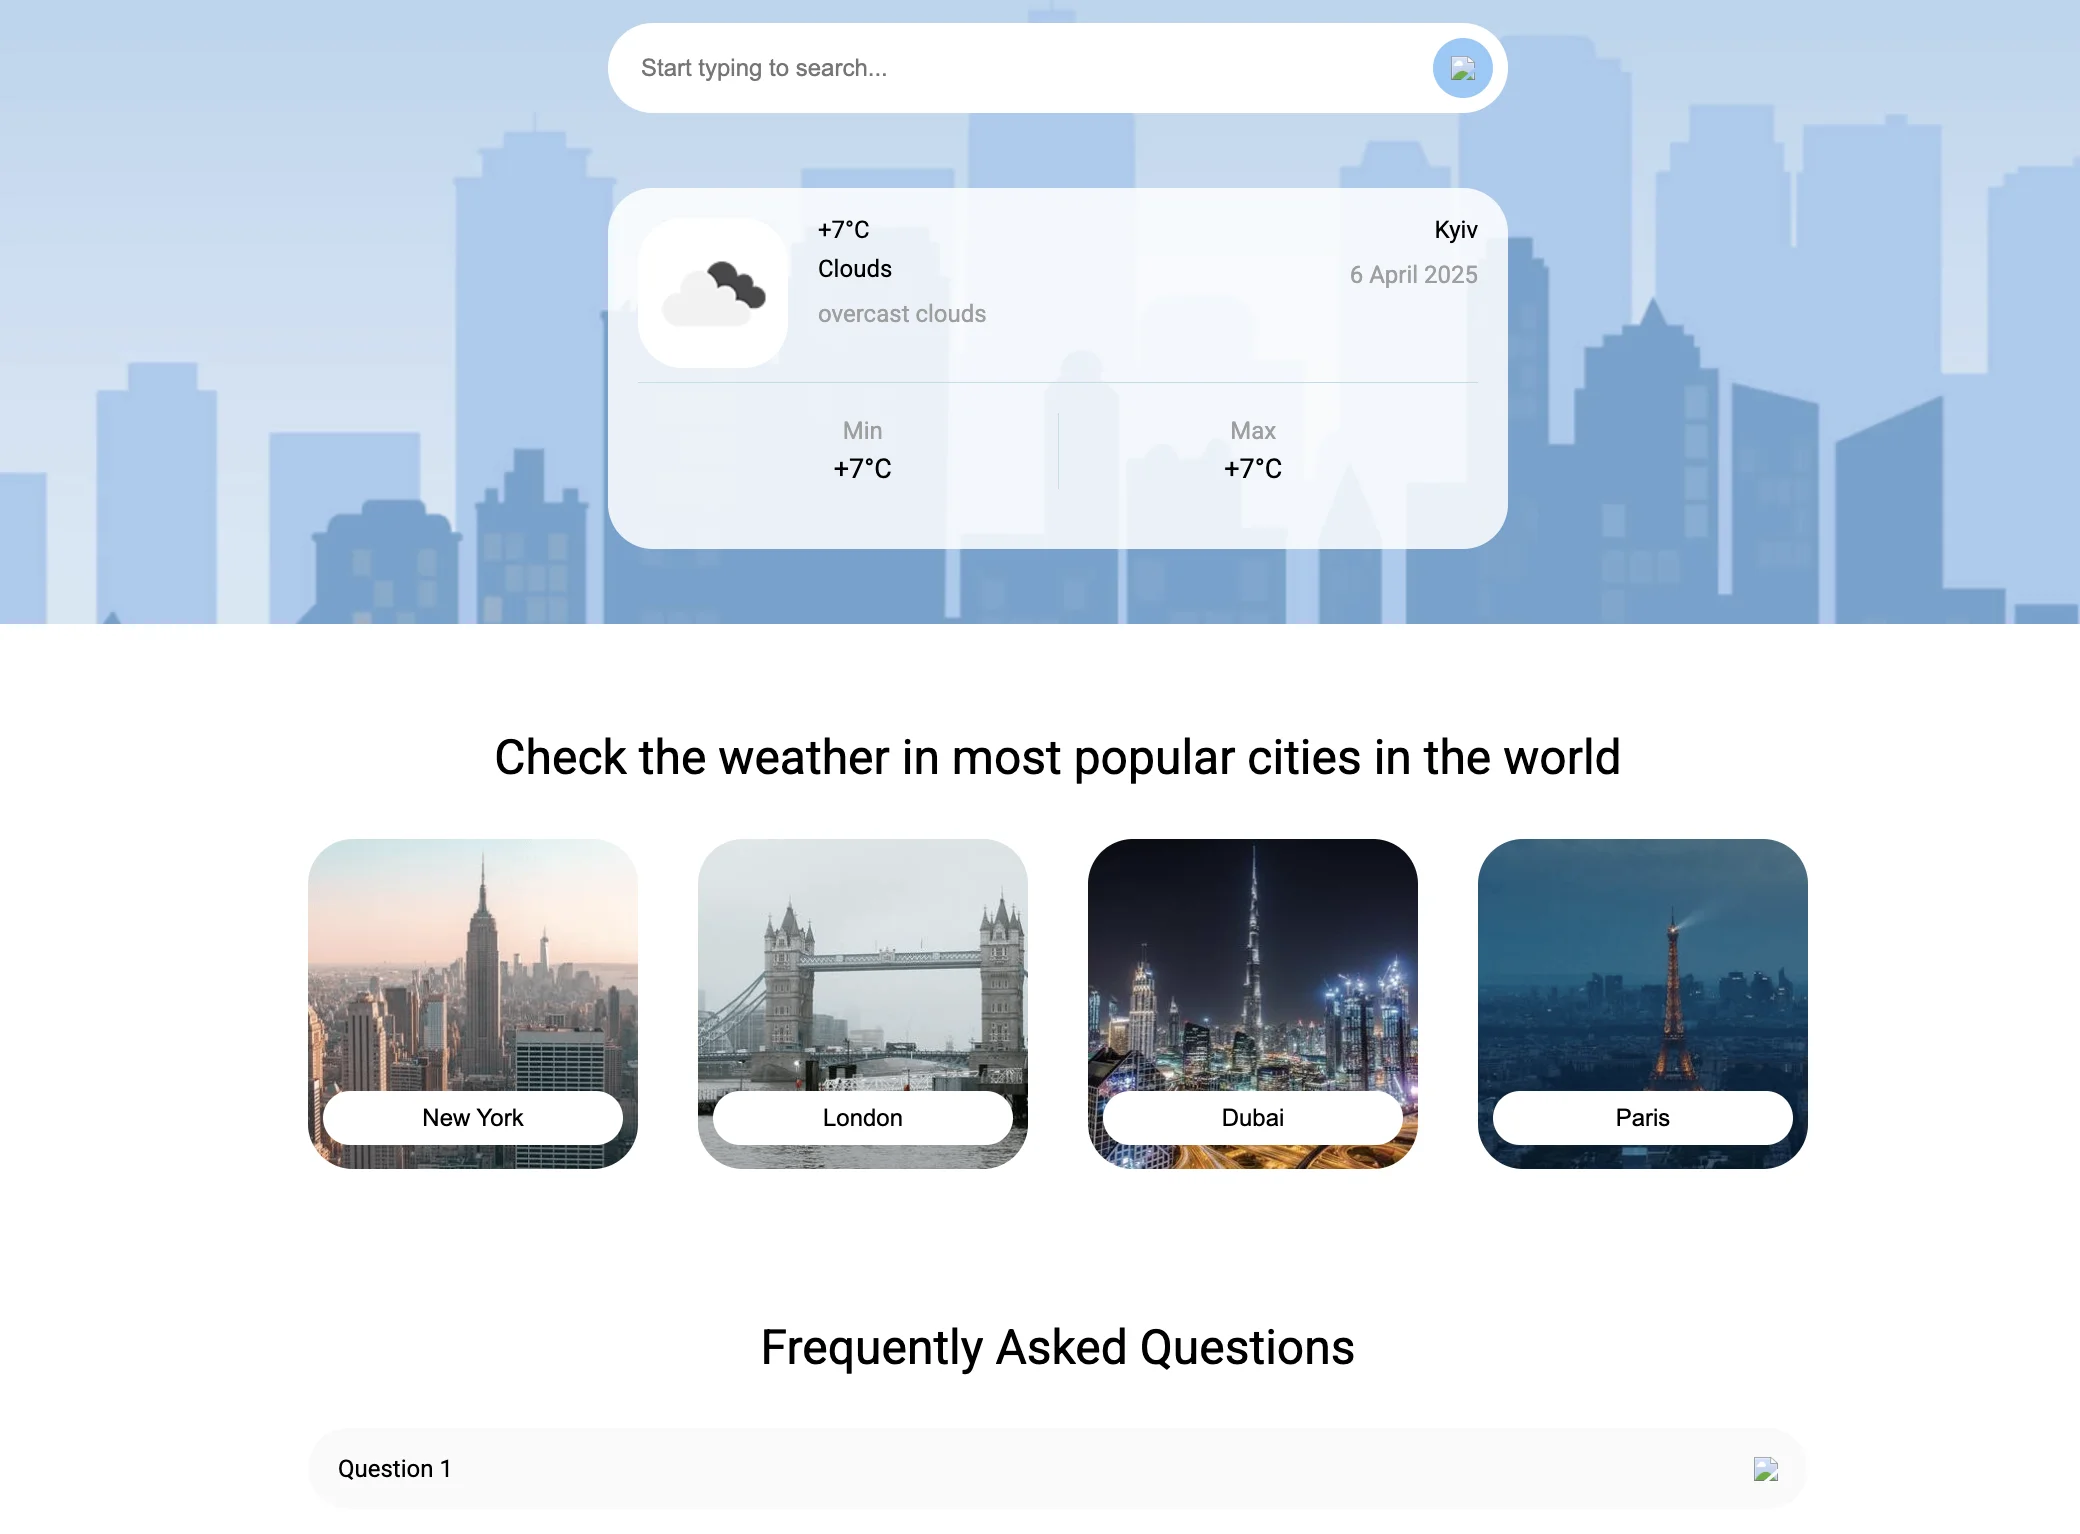 Start typing to search...
+7°C
Clouds
overcast clouds
Kyiv
6 April 2025
Min
+7°C
Max
+7°C
Check the weather in most popular cities in the world
New York
London
Dubai
Paris
Frequently Asked Questions
Question 1